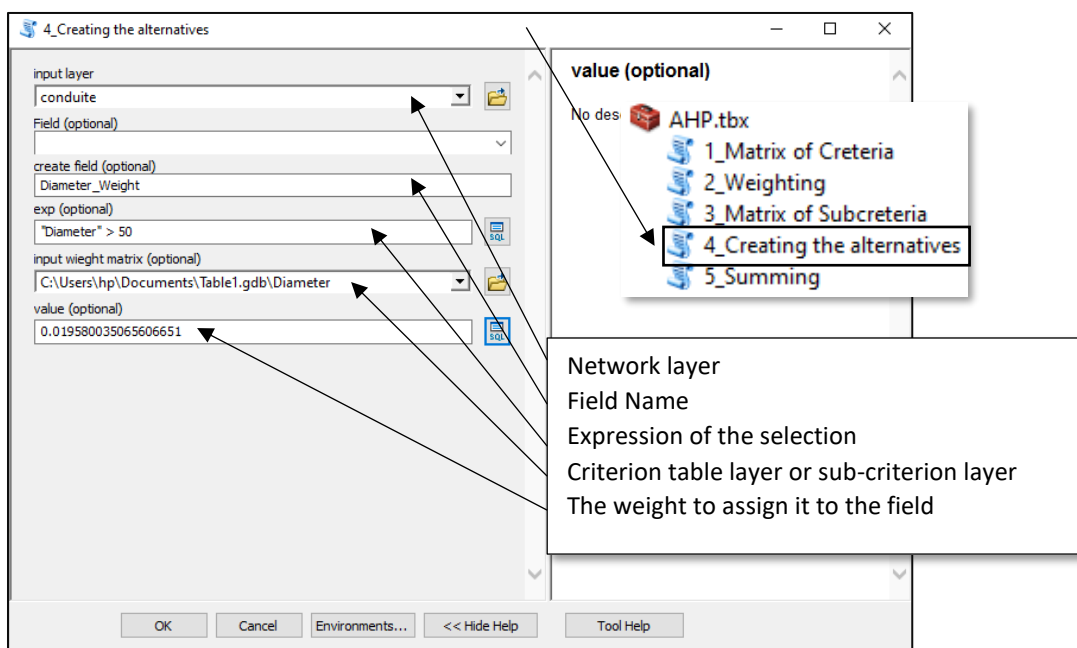 4_Creating the alternatives
input layer
conduite
Field (optional)
create field (optional)
Diameter_Weight
exp (optional)
"Diameter" > 50
SQL
input wieght matrix (optional)
C:\Users\hp\Documents\Table1.gdb\Diameter
value (optional)
0.019580035065606651
SQL
value (optional)
No des
AHP.tbx
1_Matrix of Creteria
2_Weighting
3_Matrix of Subcreteria
4_Creating the alternatives
5_Summing
Network layer
Field Name
Expression of the selection
Criterion table layer or sub-criterion layer
The weight to assign it to the field
OK
Cancel
Environments...
<< Hide Help
Tool Help